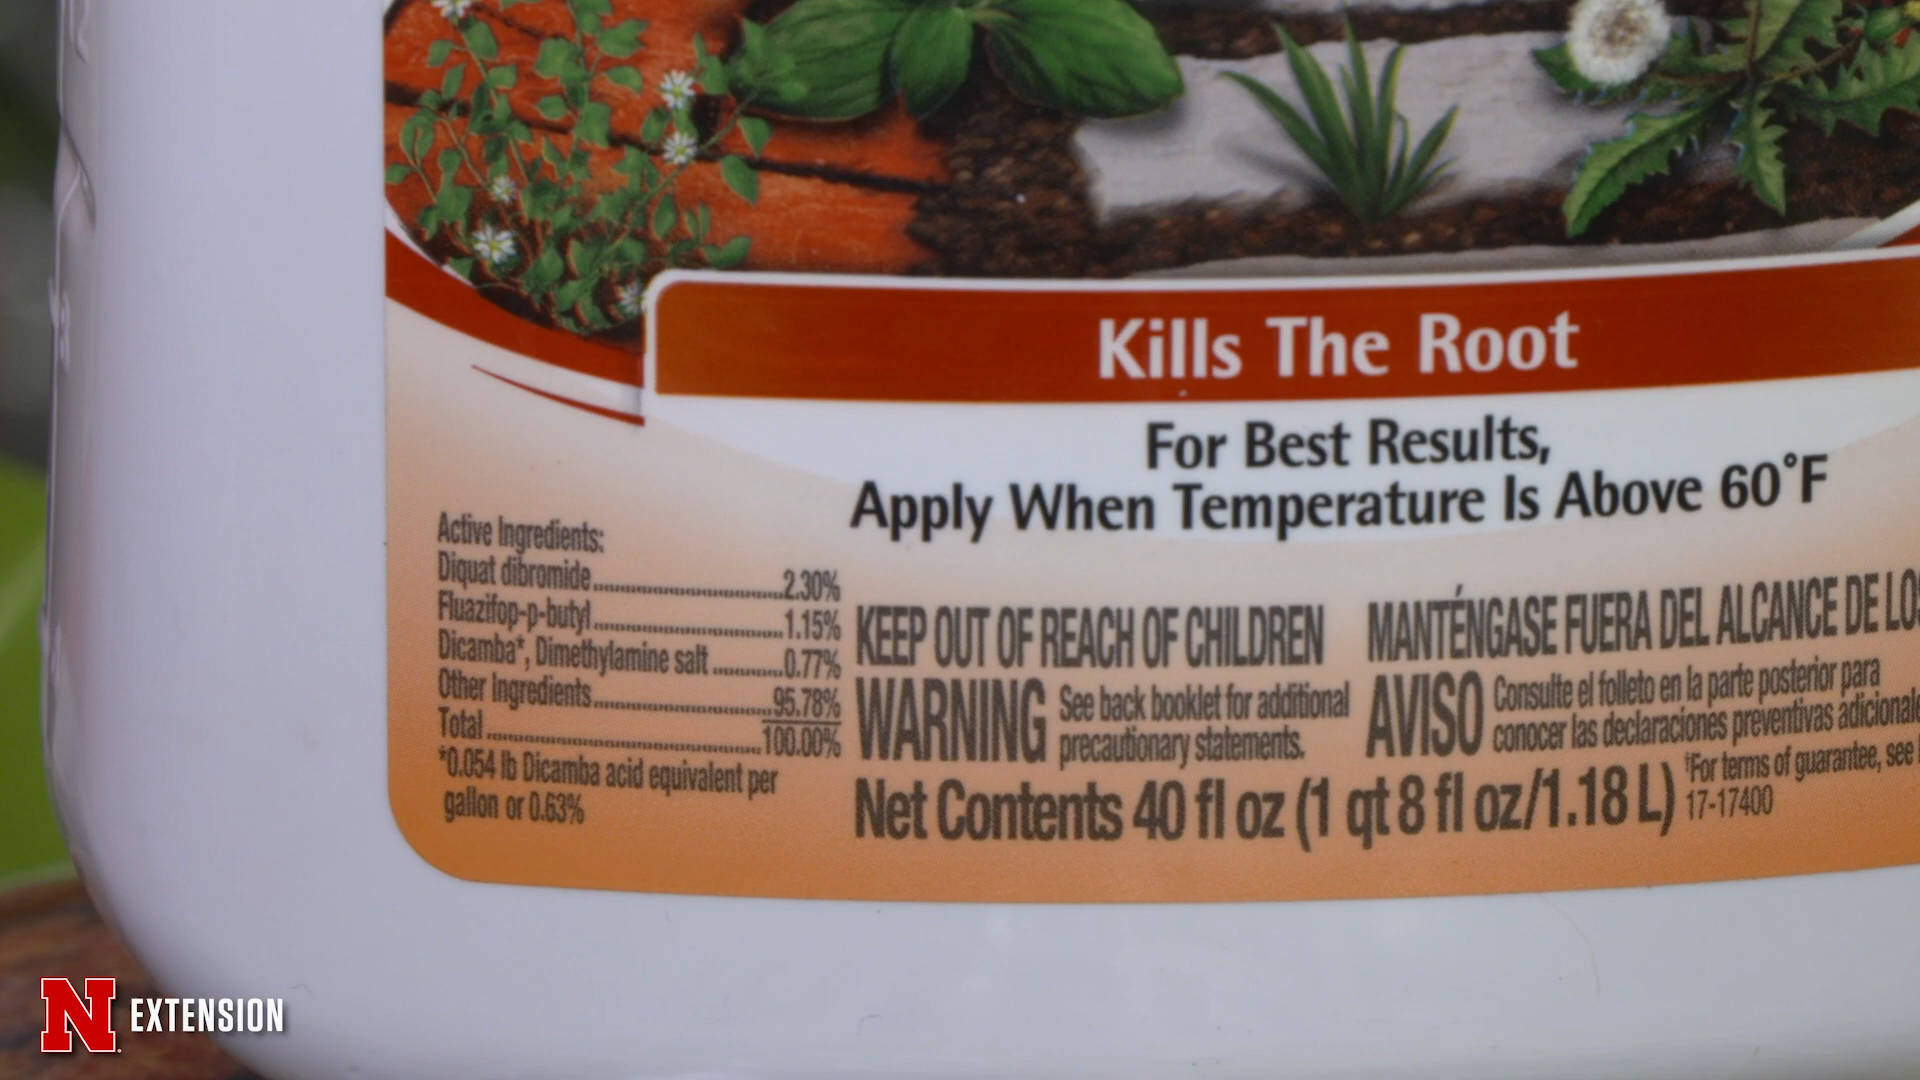 Kills The Root
For Best Results,
Apply When Temperature Is Above 60°F
Active Ingredients:
Diquat dibromide..........2.30%
Fluazifop-p-butyl..........1.15%
Dicamba*, Dimethylamine salt..........0.77%
Other Ingredients..........95.78%
Total..........100.00%
*0.054 lb Dicamba acid equivalent per
gallon or 0.63%
KEEP OUT OF REACH OF CHILDREN
WARNING See back booklet for additional
precautionary statements.
MANTÉNGASE FUERA DEL ALCANCE DE
AVISO Consulte el folleto en la parte posterior para
conocer las declaraciones preventivas
Net Contents 40 fl oz (1 qt 8 fl oz/1.18 L)
†For terms of guarantee, see
17-17400
N EXTENSION